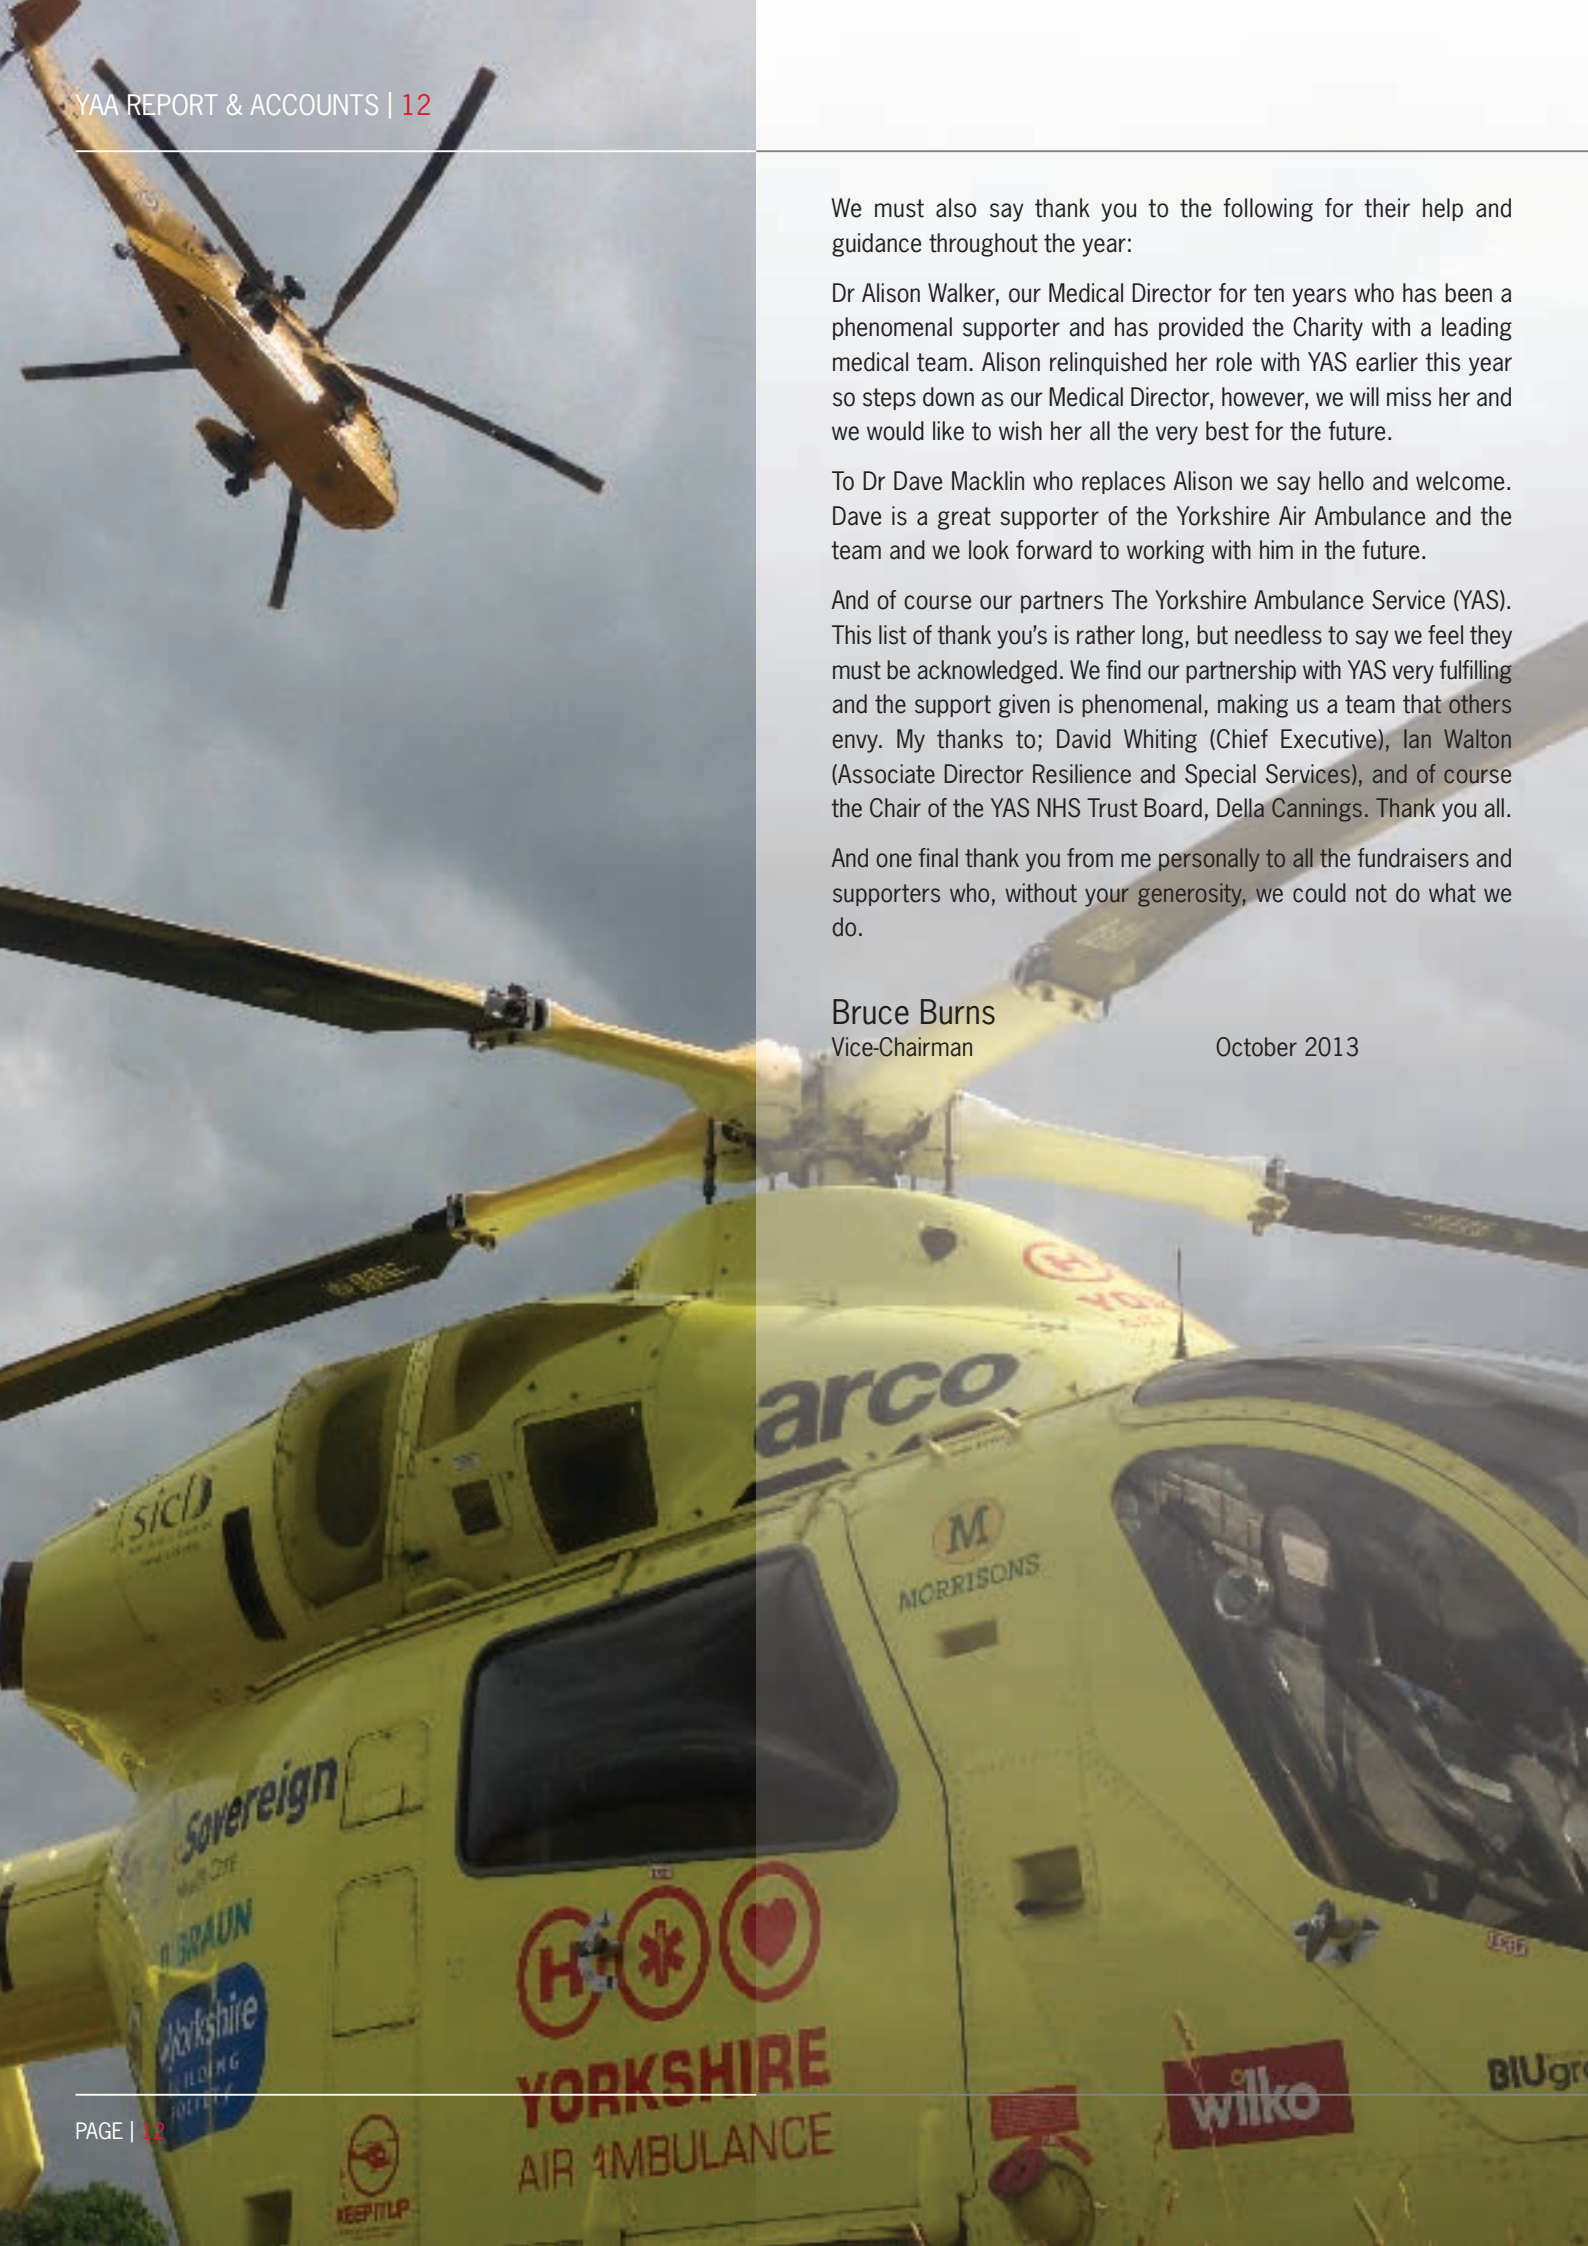 YAA REPORT & ACCOUNTS | 12
We must also say thank you to the following for their help and
guidance throughout the year:
Dr Alison Walker, our Medical Director for ten years who has been a
phenomenal supporter and has provided the Charity with a leading
medical team. Alison relinquished her role with YAS earlier this year
so steps down as our Medical Director, however, we will miss her and
we would like to wish her all the very best for the future.
To Dr Dave Macklin who replaces Alison we say hello and welcome.
Dave is a great supporter of the Yorkshire Air Ambulance and the
team and we look forward to working with him in the future.
And of course our partners The Yorkshire Ambulance Service (YAS).
This list of thank you's is rather long, but needless to say we feel they
must be acknowledged. We find our partnership with YAS very fulfilling
and the support given is phenomenal, making us a team that others
envy. My thanks to; David Whiting (Chief Executive), Ian Walton
(Associate Director Resilience and Special Services), and of course
the Chair of the YAS NHS Trust Board, Della Cannings. Thank you all.
And one final thank you from me personally to all the fundraisers and
supporters who, without your generosity, we could not do what we
do.
Bruce Burns
Vice-Chairman October 2013
H
YOR
arco
sicl
M
MORRISONS
Sovereign
Health Care
BRAUN
Yorkshire
BUILDING
SOCIETY
H
YORKSHIRE
AIR AMBULANCE
wilko
BIUgr
KEEP IT UP
PAGE | 12